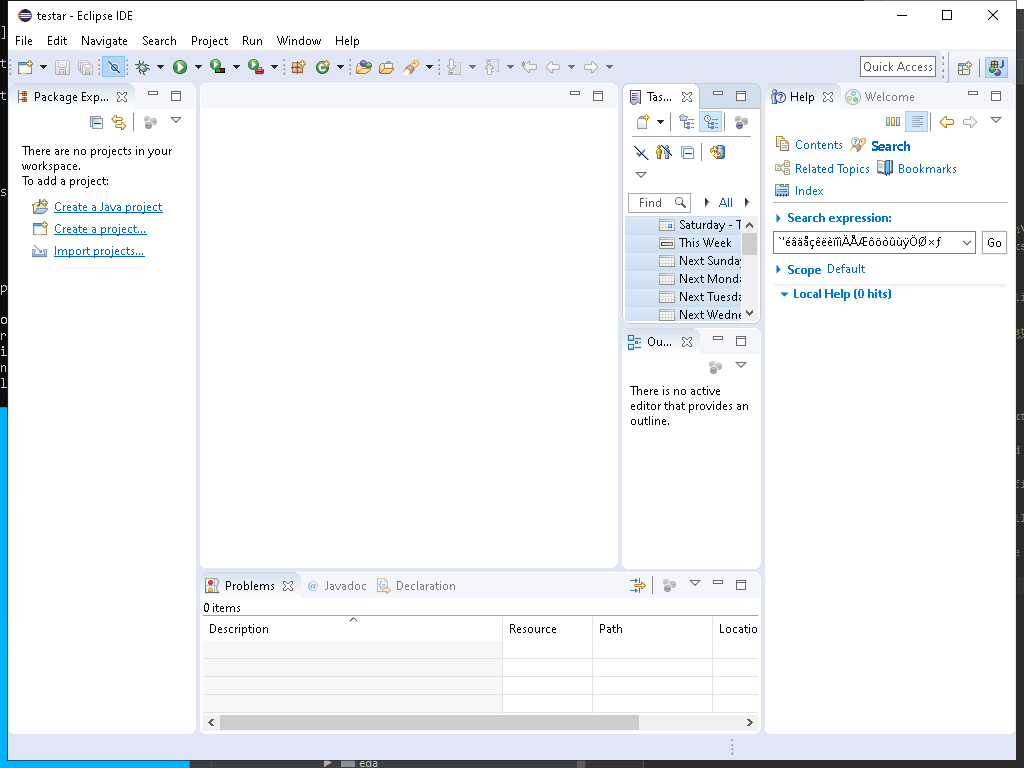 testar - Eclipse IDE
File Edit Navigate Search Project Run Window Help
Quick Access
Package Exp...
There are no projects in your
workspace.
To add a project:
Create a Java project
Create a project...
Import projects...
Tas...
Find
All
Saturday - T
This Week
Next Sunday
Next Monda
Next Tuesda
Next Wedne
Ou...
There is no active
editor that provides an
outline.
Help Welcome
Contents Search
Related Topics Bookmarks
Index
Search expression:
Go
Scope Default
Local Help (0 hits)
Problems @ Javadoc Declaration
0 items
Description Resource Path Locatio
eda